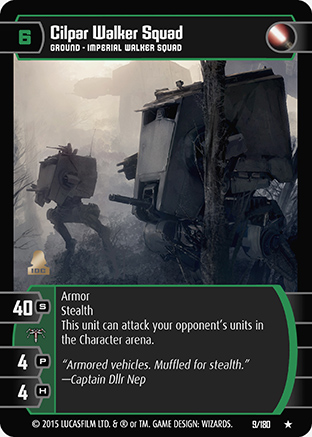 6
Cilpar Walker Squad
GROUND - IMPERIAL WALKER SQUAD
IDC
40 S
Armor
Stealth
This unit can attack your opponent's units in
the Character arena.
4 P
"Armored vehicles. Muffled for stealth."
—Captain Dllr Nep
4 H
© 2015 LUCASFILM LTD. & ® or TM. GAME DESIGN: WIZARDS.
9/180